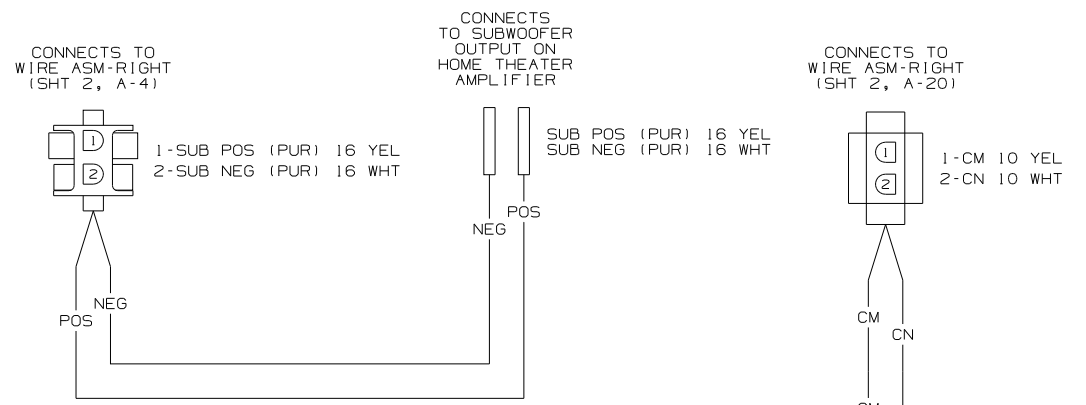 CONNECTS TO
WIRE ASM-RIGHT
(SHT 2, A-4)
1
2
1-SUB POS (PUR) 16 YEL
2-SUB NEG (PUR) 16 WHT
POS
NEG
CONNECTS
TO SUBWOOFER
OUTPUT ON
HOME THEATER
AMPLIFIER
SUB POS (PUR) 16 YEL
SUB NEG (PUR) 16 WHT
NEG
POS
CONNECTS TO
WIRE ASM-RIGHT
(SHT 2, A-20)
1
2
1-CM 10 YEL
2-CN 10 WHT
CM
CN